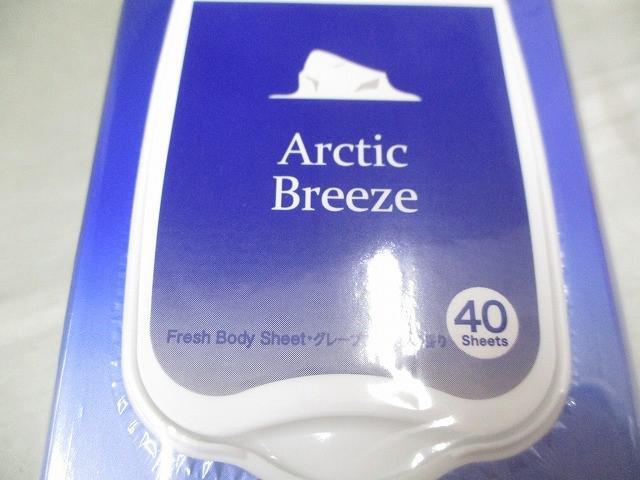 Arctic
Breeze
40
Sheets
Fresh Body Sheet・グレープ